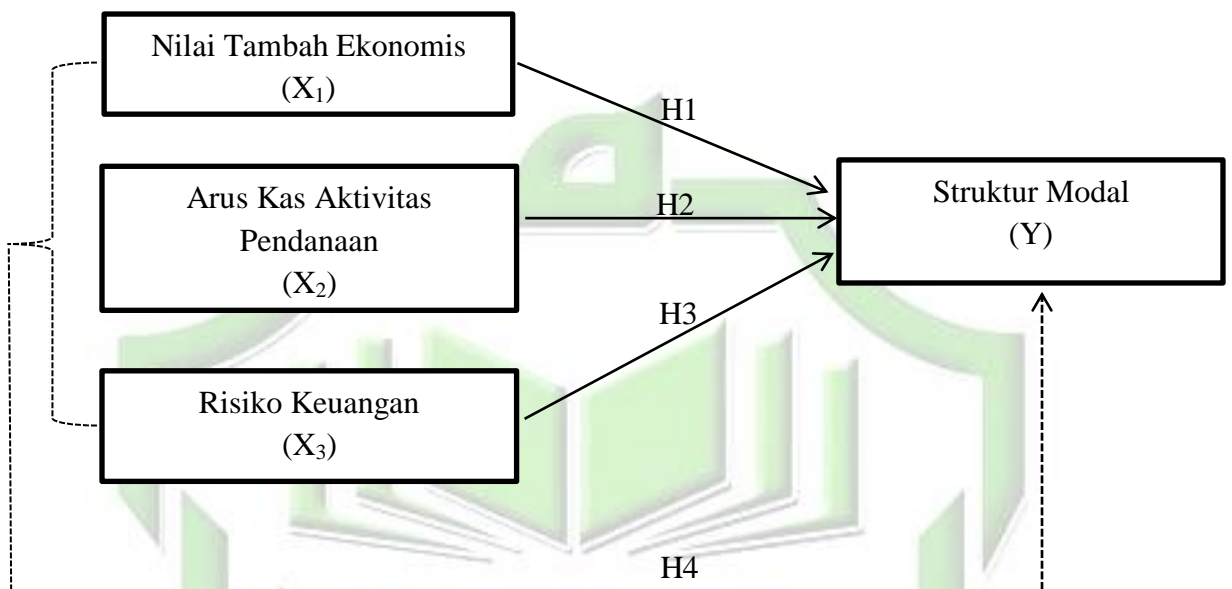 Nilai Tambah Ekonomis
(X₁)
H1
Arus Kas Aktivitas
Pendanaan
(X₂)
H2
Struktur Modal
(Y)
H3
Risiko Keuangan
(X₃)
H4